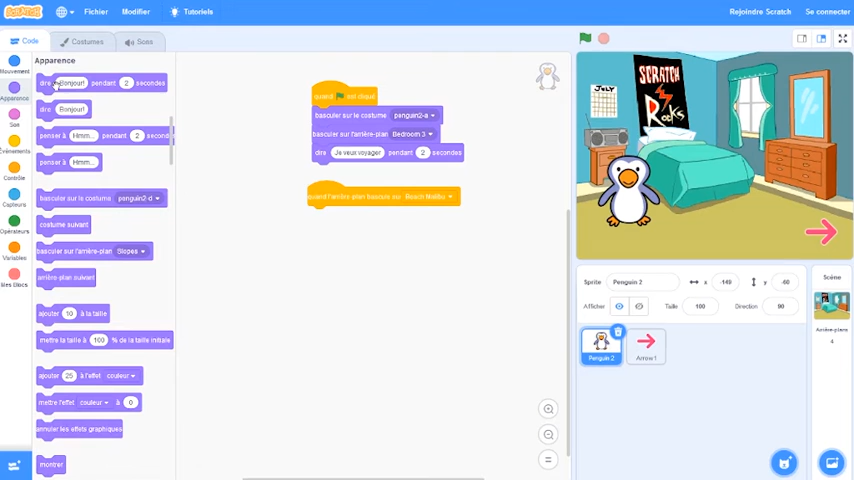 SCRATCH
Fichier
Modifier
Tutoriels
Rejoindre Scratch
Se connecter
Code
Costumes
Sons
Mouvement
Apparence
Son
Événements
Contrôle
Capteurs
Opérateurs
Variables
Mes Blocs
Apparence
dire Bonjour! pendant 2 secondes
dire Bonjour!
penser à Hmm... pendant 2 secondes
penser à Hmm...
basculer sur le costume penguin2-d
costume suivant
basculer sur l'arrière-plan Slopes
arrière-plan suivant
ajouter 10 à la taille
mettre la taille à 100 % de la taille initiale
ajouter 25 à l'effet couleur
mettre l'effet couleur à 0
annuler les effets graphiques
montrer
quand est cliqué
basculer sur le costume penguin2-a
basculer sur l'arrière-plan Bedroom 3
dire Je veux voyager pendant 2 secondes
quand l'arrière-plan bascule sur Beach Malibu
JULY
SCRATCH
Rocks
Sprite Penguin 2 x -149 y -60
Afficher Taille 100 Direction 90
Penguin 2
Arrow 1
Scène
Arrière-plans
4